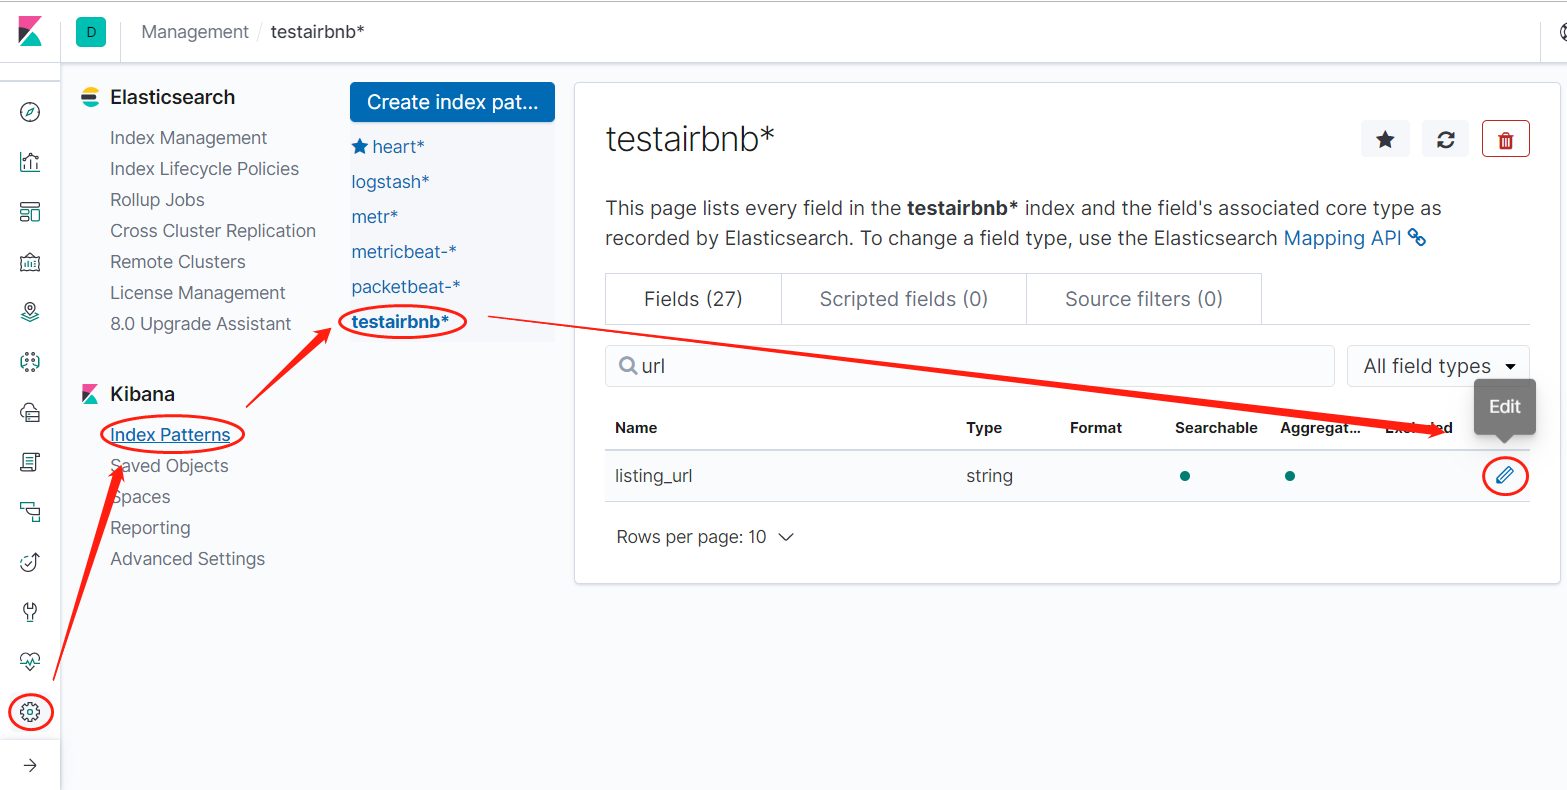 D Management / testairbnb*
Elasticsearch
Index Management
Index Lifecycle Policies
Rollup Jobs
Cross Cluster Replication
Remote Clusters
License Management
8.0 Upgrade Assistant
Kibana
Index Patterns
Saved Objects
Spaces
Reporting
Advanced Settings
Create index pat...
heart*
logstash*
metr*
metricbeat-*
packetbeat-*
testairbnb*
testairbnb*
This page lists every field in the testairbnb* index and the field's associated core type as
recorded by Elasticsearch. To change a field type, use the Elasticsearch Mapping API
Fields (27) Scripted fields (0) Source filters (0)
url All field types
Edit
Name Type Format Searchable Aggregat... Excluded
listing_url string
Rows per page: 10